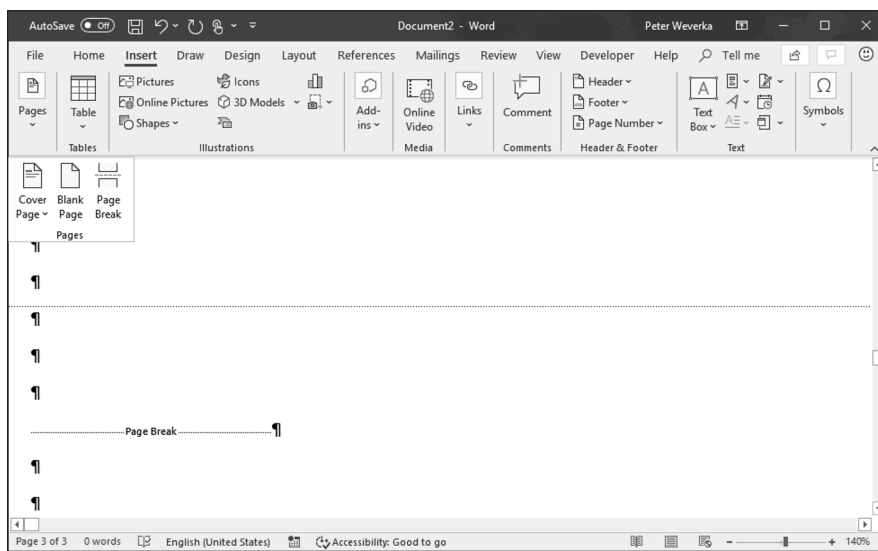 AutoSave Off Document2 - Word Peter Weverka
File Home Insert Draw Design Layout References Mailings Review View Developer Help Tell me
Pages
Table
Pictures
Online Pictures
Shapes
Icons
3D Models
Add-
ins
Online
Video
Links
Comment
Header
Footer
Page Number
Text
Box
A
A
Ω
Symbols
Tables Illustrations Media Comments Header & Footer Text
Cover
Page
Blank
Page
Page
Break
Pages
¶
¶
¶
¶
¶
Page Break ¶
¶
¶
Page 3 of 3 0 words English (United States) Accessibility: Good to go - + 140%